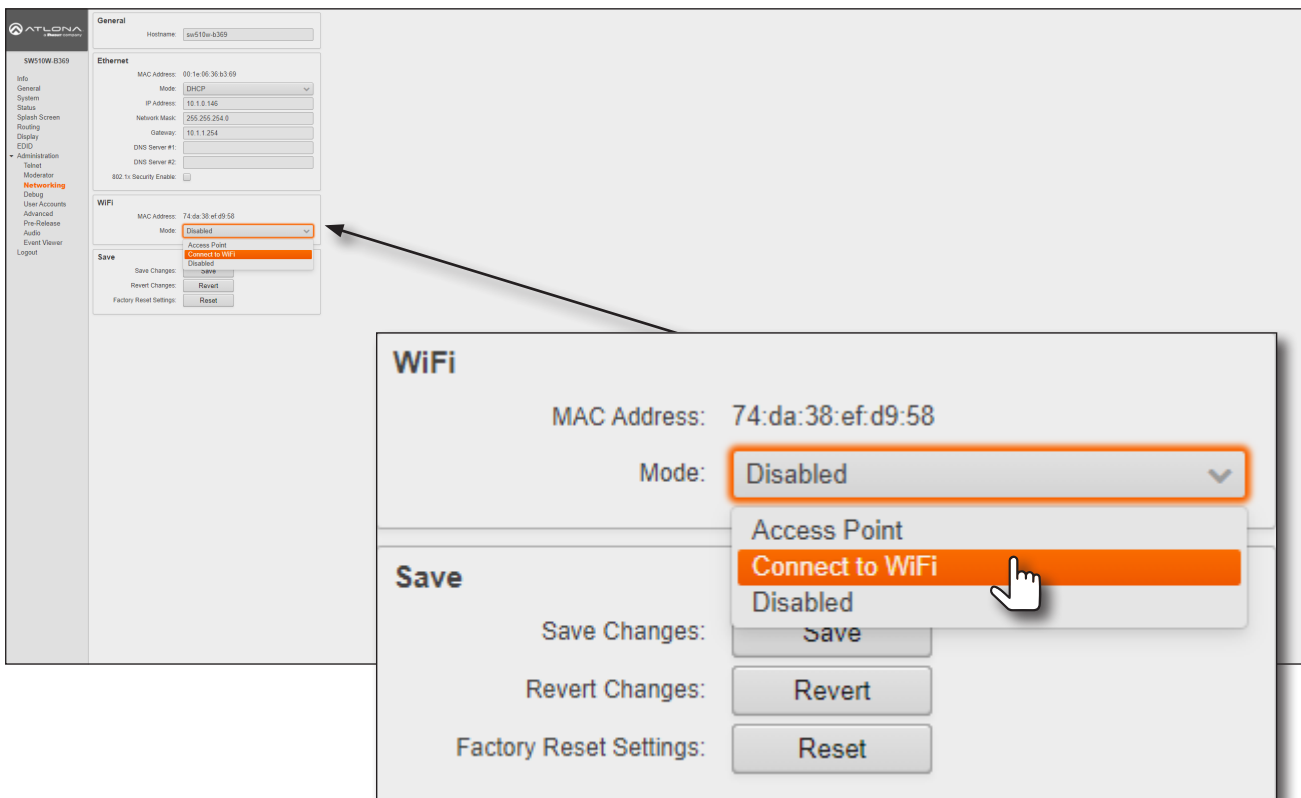 ATLONA
a Panduit company
SW510W-B369
Info
General
System
Status
Splash Screen
Routing
Display
EDID
Administration
Telnet
Moderator
Networking
Debug
User Accounts
Advanced
Pre-Release
Audio
Event Viewer
Logout
General
Hostname: sw510w-b369
Ethernet
MAC Address: 00:1e:06:36:b3:69
Mode: DHCP
IP Address: 10.1.0.146
Network Mask: 255.255.254.0
Gateway: 10.1.1.254
DNS Server #1:
DNS Server #2:
802.1x Security Enable:
WiFi
MAC Address: 74:da:38:ef:d9:58
Mode: Disabled
Access Point
Connect to WiFi
Disabled
Save
Save Changes: Save
Revert Changes: Revert
Factory Reset Settings: Reset
WiFi
MAC Address: 74:da:38:ef:d9:58
Mode: Disabled
Access Point
Connect to WiFi
Disabled
Save
Save Changes: Save
Revert Changes: Revert
Factory Reset Settings: Reset